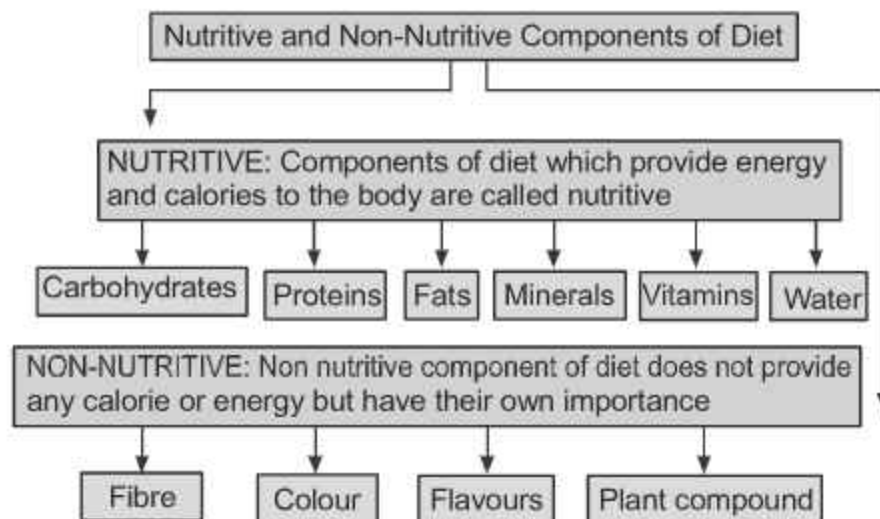 Nutritive and Non-Nutritive Components of Diet
NUTRITIVE: Components of diet which provide energy
and calories to the body are called nutritive
Carbohydrates
Proteins
Fats
Minerals
Vitamins
Water
NON-NUTRITIVE: Non nutritive component of diet does not provide
any calorie or energy but have their own importance
Fibre
Colour
Flavours
Plant compound